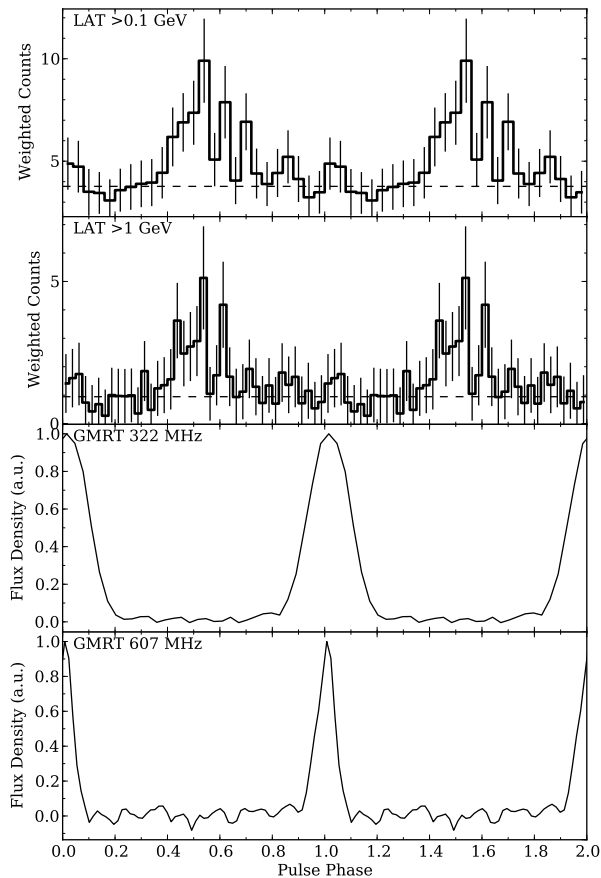 LAT >0.1 GeV
10
5
Weighted Counts
LAT >1 GeV
5
0
Weighted Counts
GMRT 322 MHz
1.0
0.8
0.6
0.4
0.2
0.0
Flux Density (a.u.)
GMRT 607 MHz
1.0
0.8
0.6
0.4
0.2
0.0
Flux Density (a.u.)
0.0 0.2 0.4 0.6 0.8 1.0 1.2 1.4 1.6 1.8 2.0
Pulse Phase